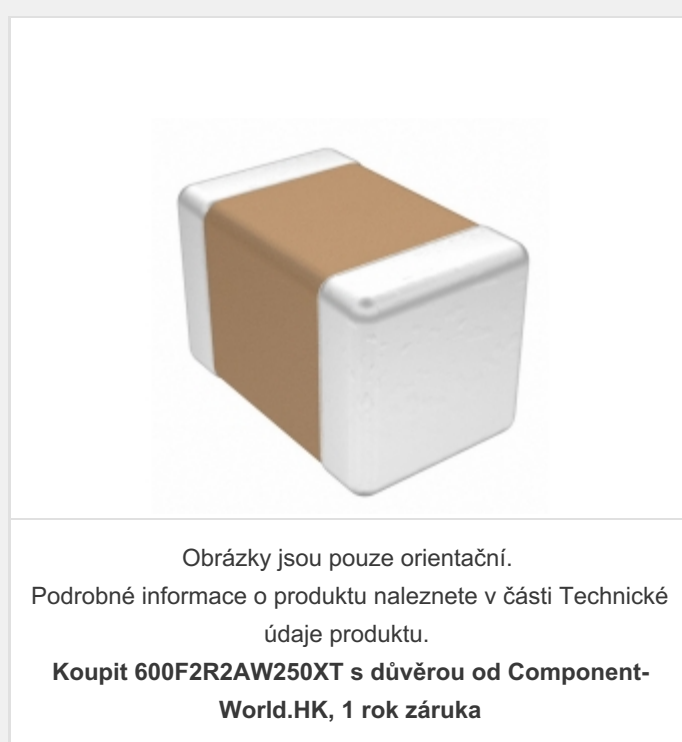 Obrázky jsou pouze orientační.
Podrobné informace o produktu naleznete v části Technické
údaje produktu.
Koupit 600F2R2AW250XT s důvěrou od Component-
World.HK, 1 rok záruka